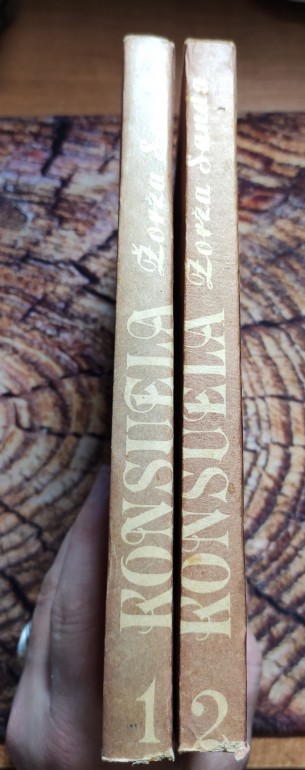 Žorža S
KONSUELA
1
Žorža Sanda
KONSUELA
2